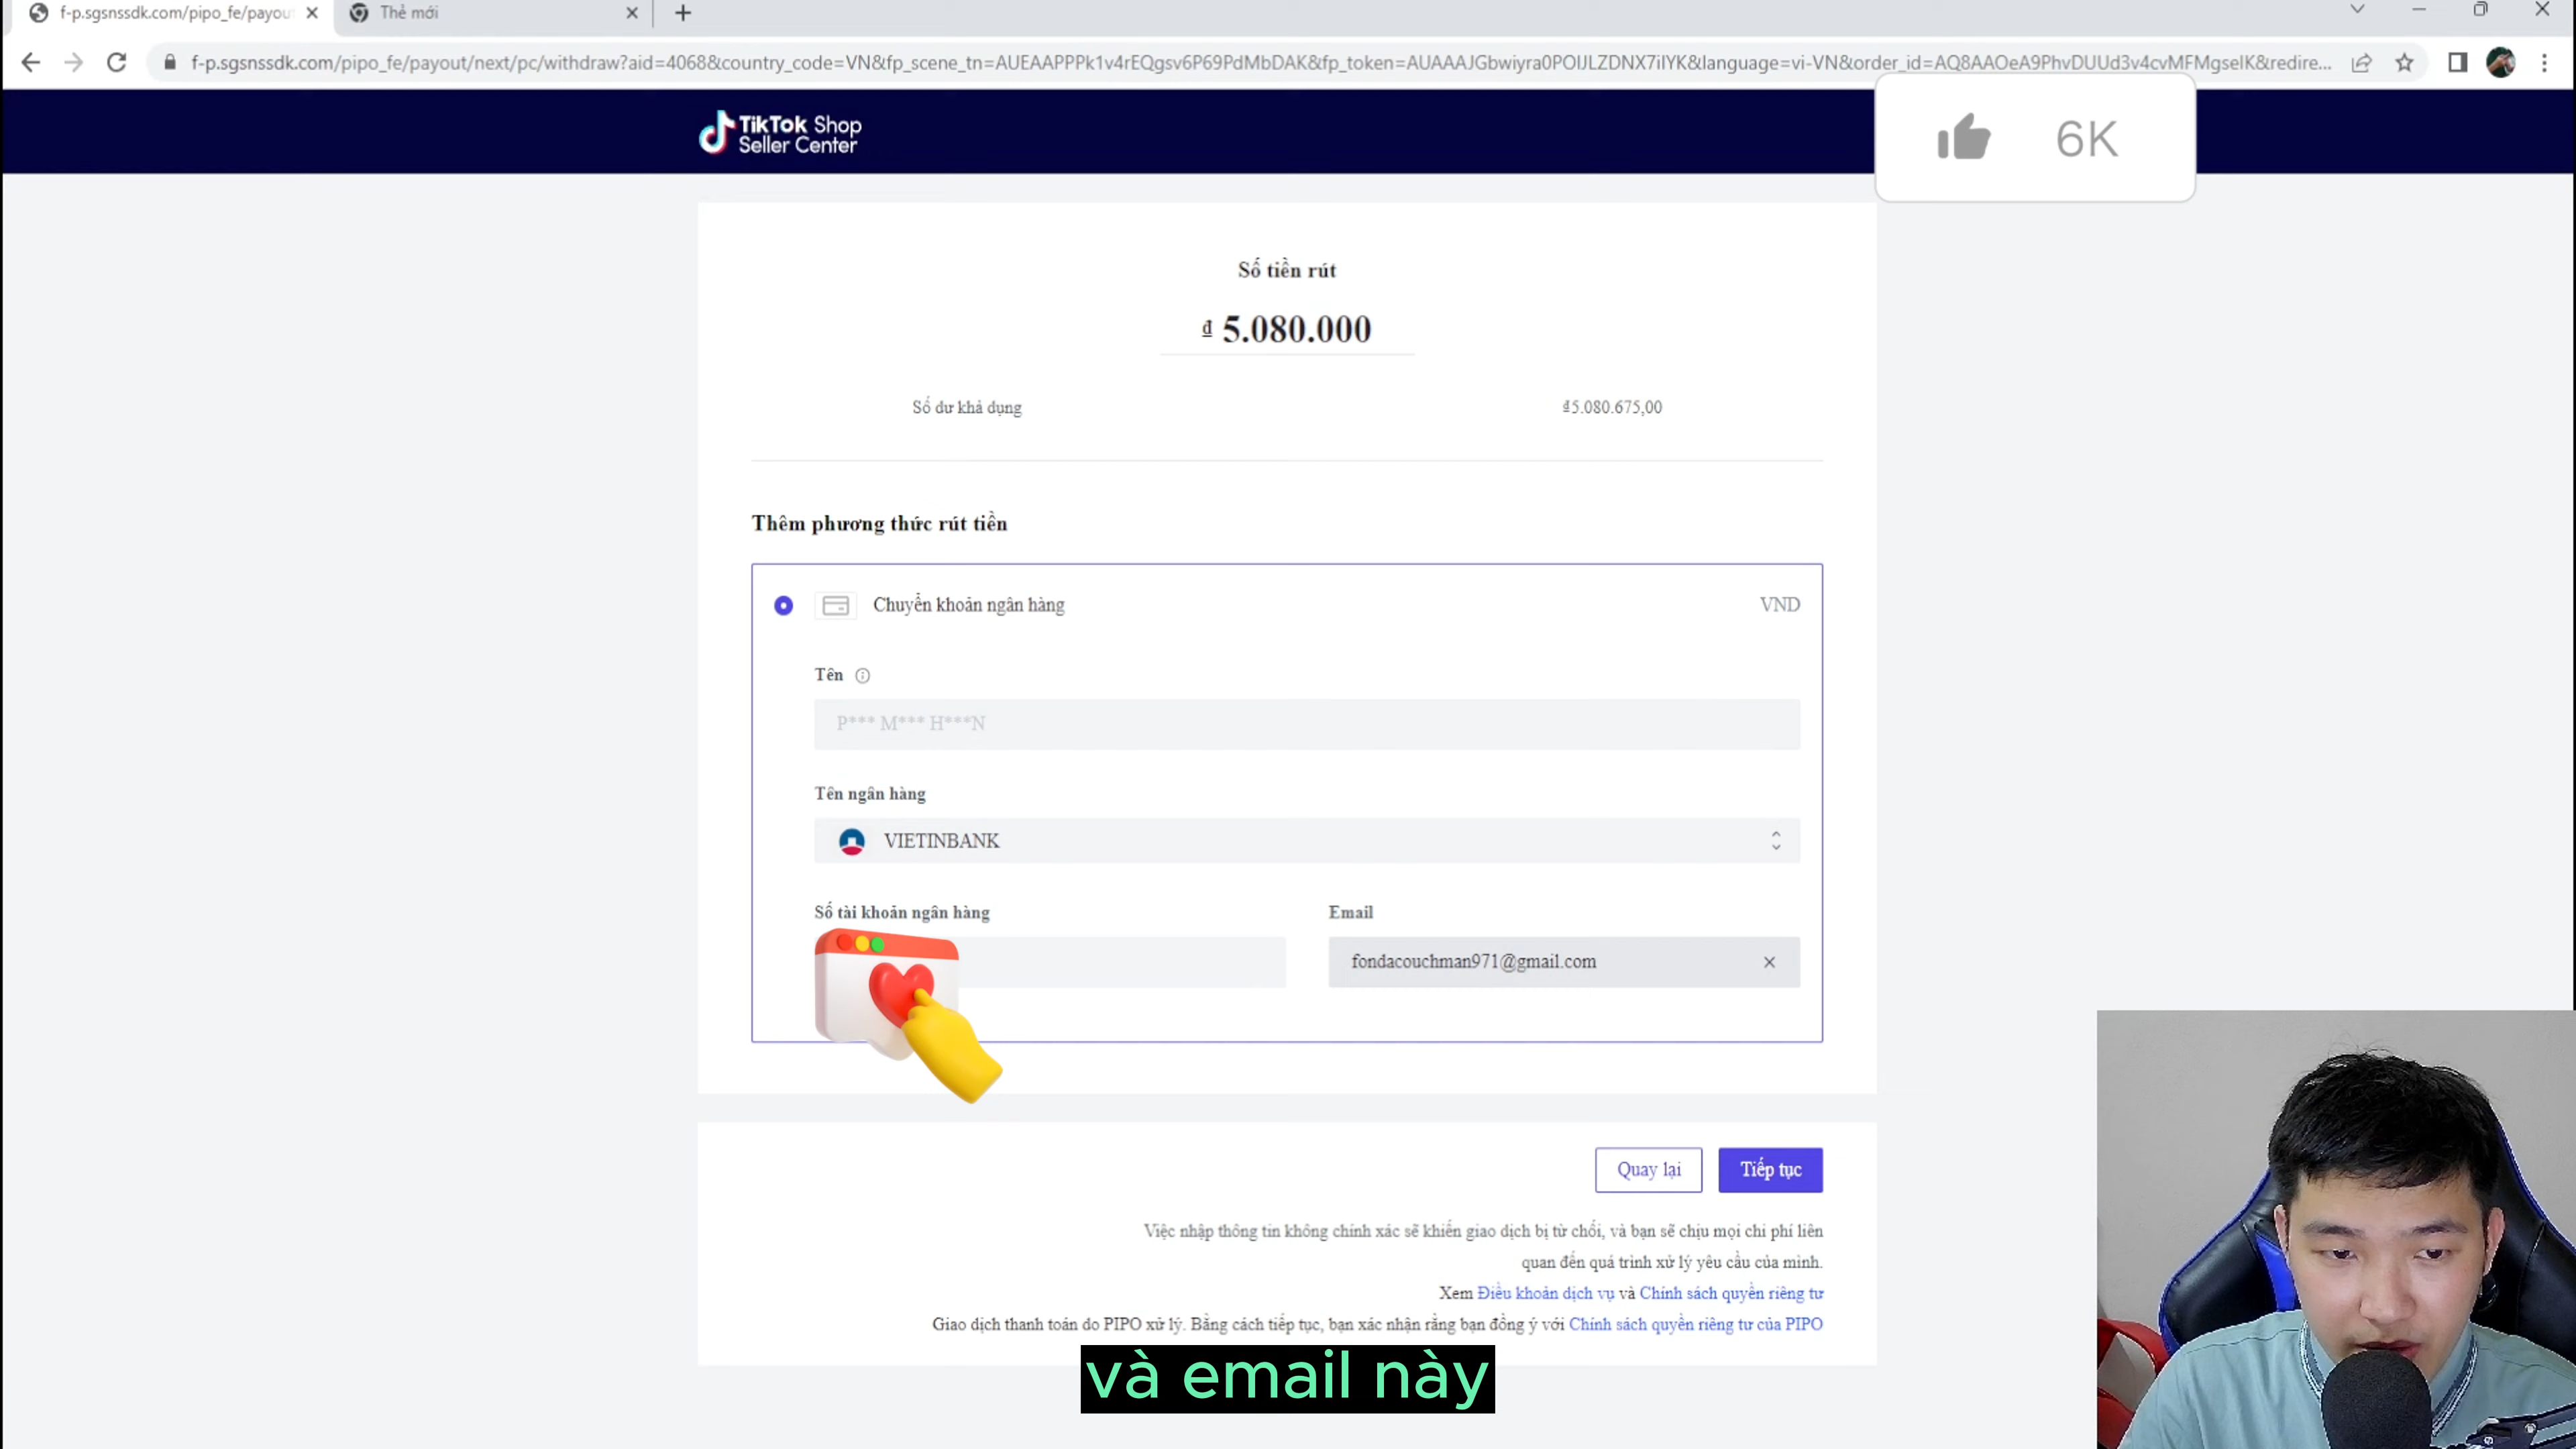 f-p.sgsnssdk.com/pipo_fe/payou
Thẻ mới
f-p.sgsnssdk.com/pipo_fe/payout/next/pc/withdraw?aid=4068&country_code=VN&fp_scene_tn=AUEAAPPPk1v4rEQgsv6P69PdMbDAK&fp_token=AUAAAJGbwiyra0POIJLZDNX7iIYK&language=vi-VN&order_id=AQ8AAOeA9PhvDUUd3v4cvMFMgselK&redire...
TikTok Shop
Seller Center
6K
Số tiền rút
₫ 5.080.000
Số dư khả dụng ₫5.080.675,00
Thêm phương thức rút tiền
Chuyển khoản ngân hàng VND
Tên
P*** M*** H***N
Tên ngân hàng
VIETINBANK
Số tài khoản ngân hàng Email
fondacouchman971@gmail.com
Quay lại Tiếp tục
Việc nhập thông tin không chính xác sẽ khiến giao dịch bị từ chối, và bạn sẽ chịu mọi chi phí liên
quan đến quá trình xử lý yêu cầu của mình.
Xem Điều khoản dịch vụ và Chính sách quyền riêng tư
Giao dịch thanh toán do PIPO xử lý. Bằng cách tiếp tục, bạn xác nhận rằng bạn đồng ý với Chính sách quyền riêng tư của PIPO
và email này